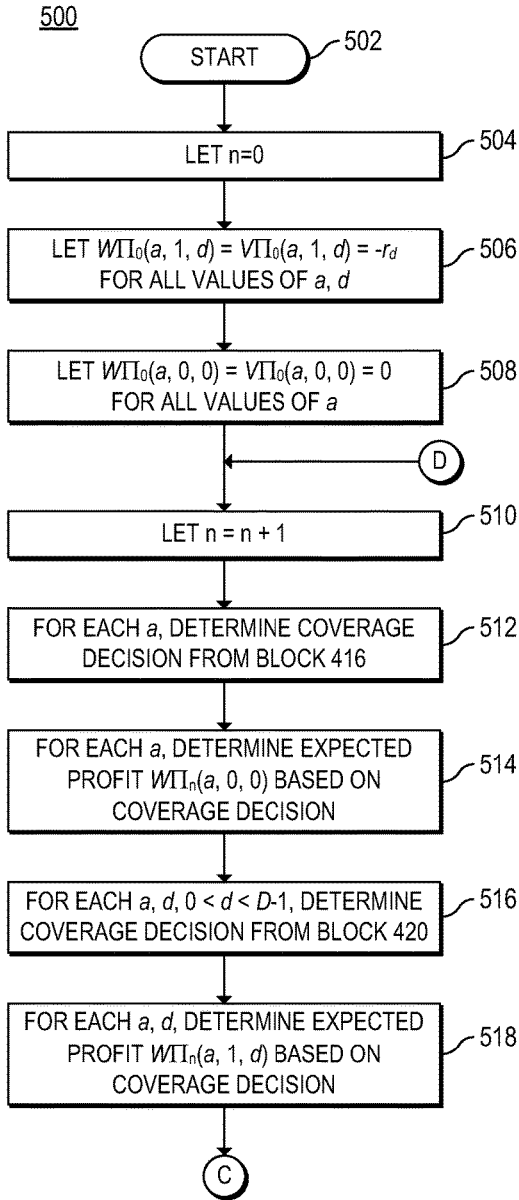 500
START
502
LET n=0
504
LET WΠ₀(a, 1, d) = VΠ₀(a, 1, d) = -r_d
FOR ALL VALUES OF a, d
506
LET WΠ₀(a, 0, 0) = VΠ₀(a, 0, 0) = 0
FOR ALL VALUES OF a
508
D
LET n = n + 1
510
FOR EACH a, DETERMINE COVERAGE
DECISION FROM BLOCK 416
512
FOR EACH a, DETERMINE EXPECTED
PROFIT WΠₙ(a, 0, 0) BASED ON
COVERAGE DECISION
514
FOR EACH a, d, 0 < d < D-1, DETERMINE
COVERAGE DECISION FROM BLOCK 420
516
FOR EACH a, d, DETERMINE EXPECTED
PROFIT WΠₙ(a, 1, d) BASED ON
COVERAGE DECISION
518
C